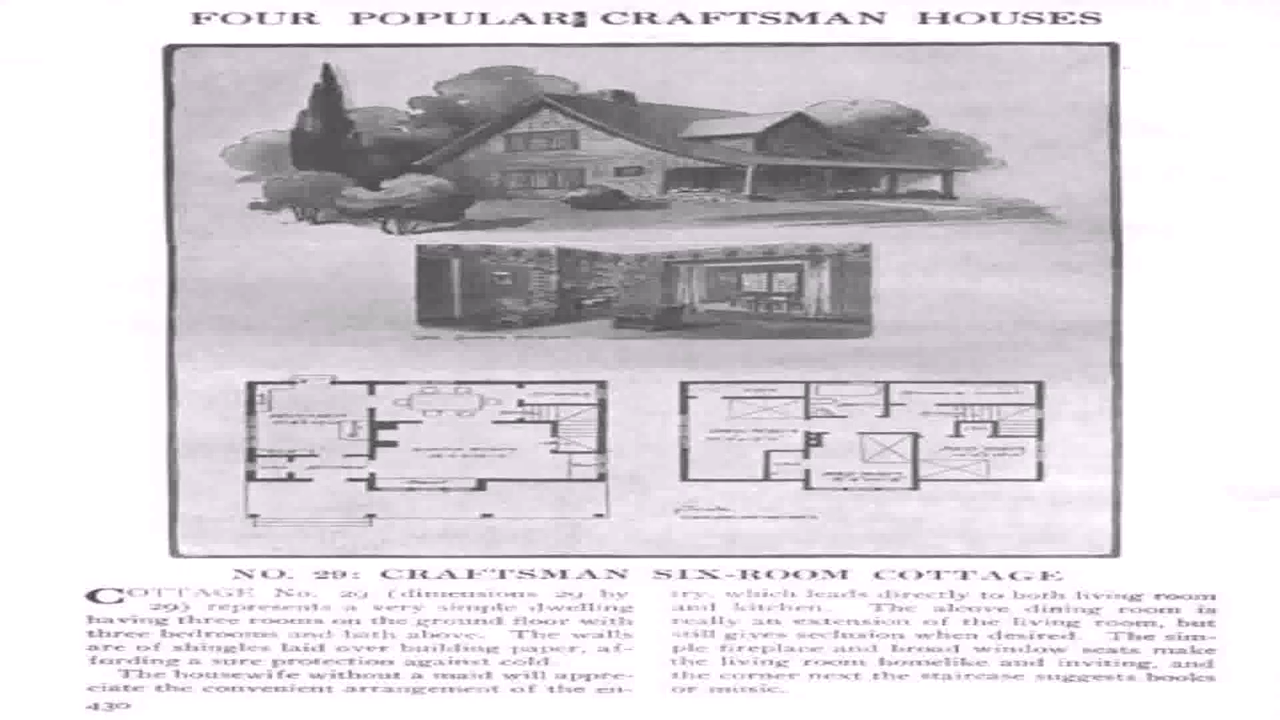 FOUR POPULAR CRAFTSMAN HOUSES
NO. 29: CRAFTSMAN SIX-ROOM COTTAGE
COTTAGE No. 29 (dimensions 29 by
29) represents a very simple dwelling
having three rooms on the ground floor with
three bedrooms and bath above. The walls
are of shingles laid over building paper, af-
fording a sure protection against cold.
The housewife without a maid will appre-
ciate the convenient arrangement of the en-
try, which leads directly to both living room
and kitchen. The alcove dining room is
really an extension of the living room, but
still gives seclusion when desired. The sim-
ple fireplace and broad window seats make
the living room homelike and inviting, and
the corner next the staircase suggests books
or music.
430